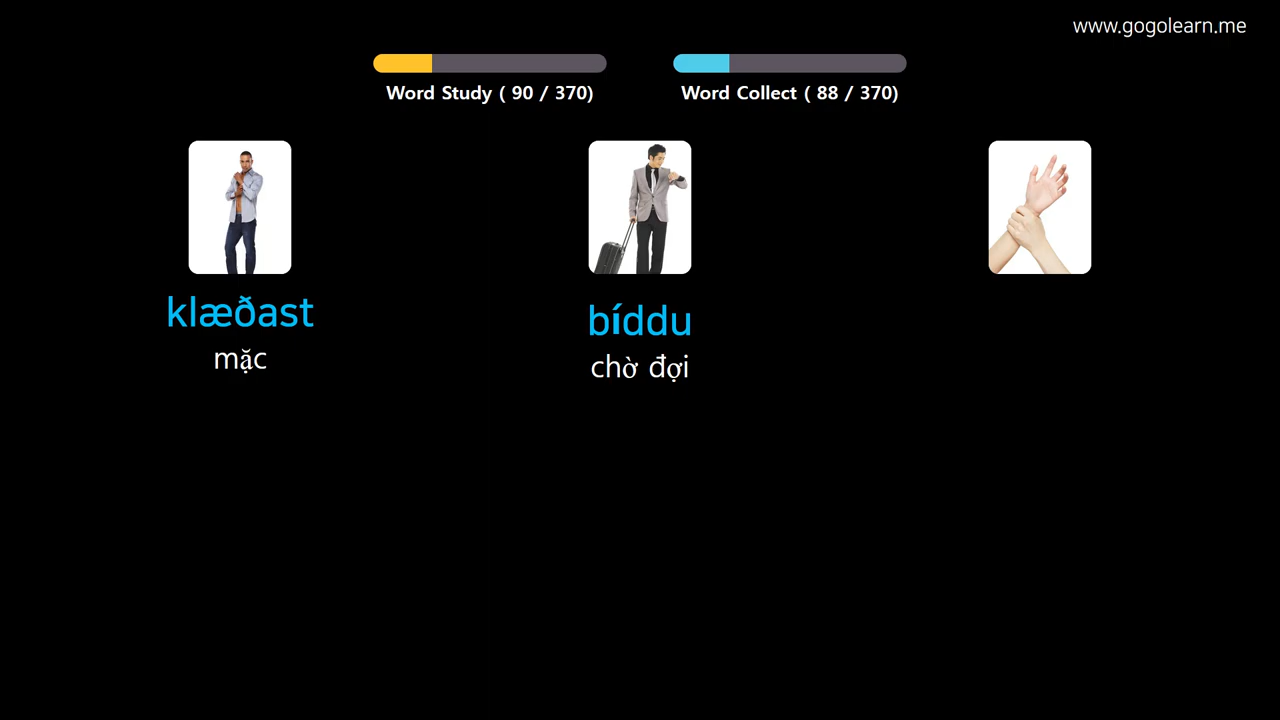 www.gogolearn.me
Word Study ( 90 / 370)
Word Collect ( 88 / 370)
klæðast
mặc
bíddu
chờ đợi